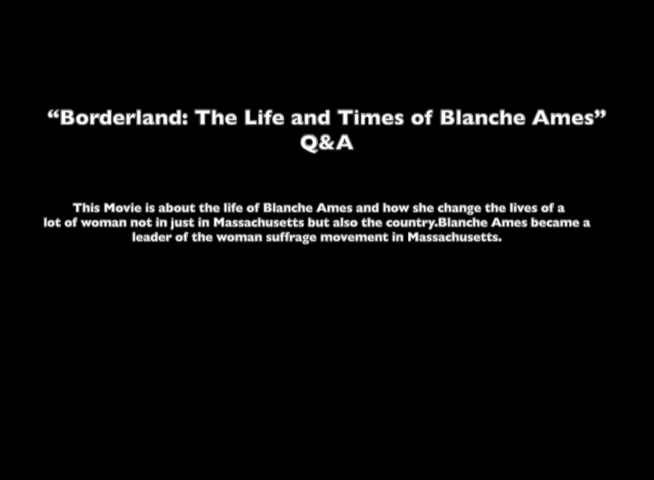 “Borderland: The Life and Times of Blanche Ames”
Q&A
This Movie is about the life of Blanche Ames and how she change the lives of a
lot of woman not in just in Massachusetts but also the country.Blanche Ames became a
leader of the woman suffrage movement in Massachusetts.